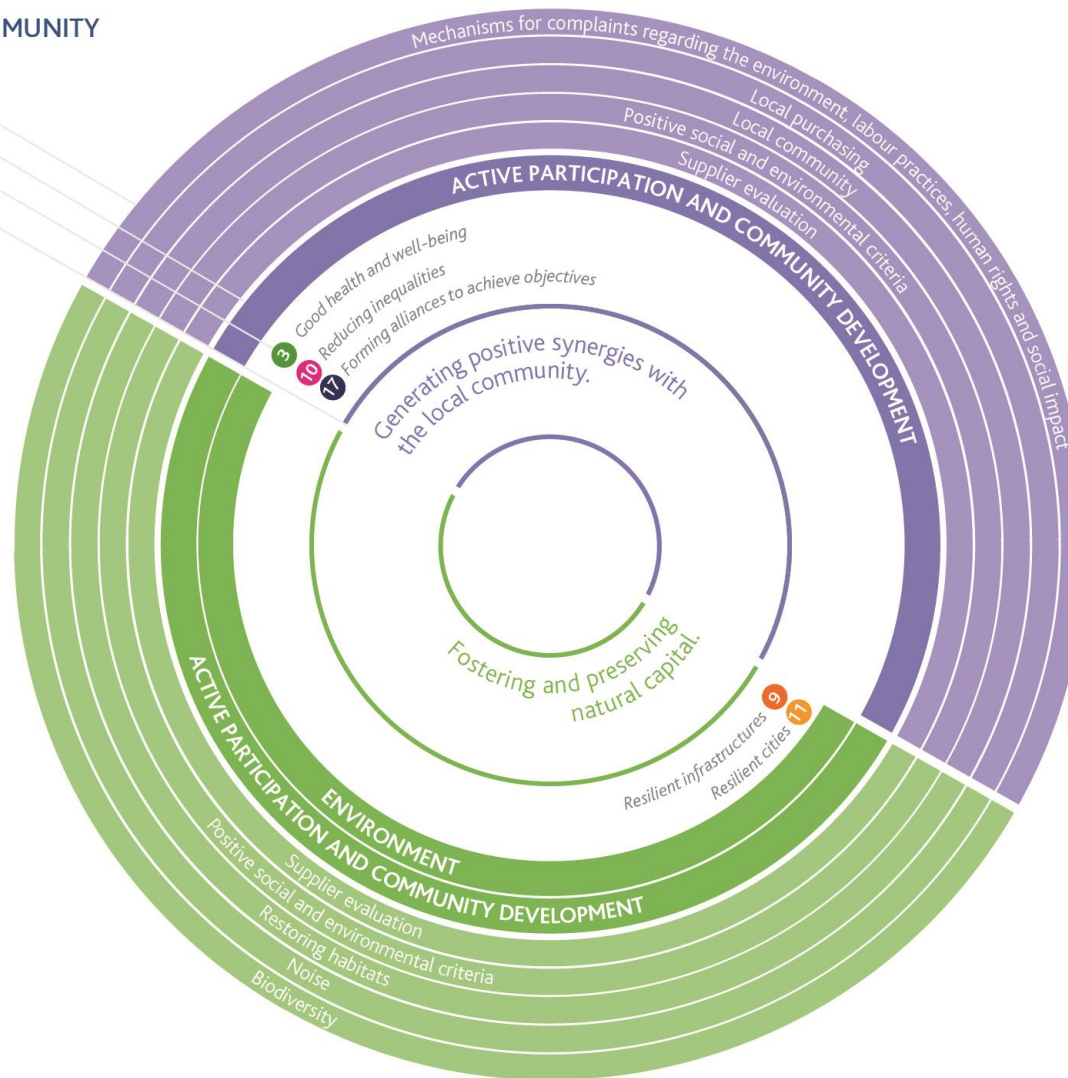 MUNITY
Mechanisms for complaints regarding the environment, labour practices, human rights and social impact
Local purchasing
Local community
Positive social and environmental criteria
Supplier evaluation
ACTIVE PARTICIPATION AND COMMUNITY DEVELOPMENT
3 Good health and well-being
10 Reducing inequalities
17 Forming alliances to achieve objectives
Generating positive synergies with
the local community.
Fostering and preserving
natural capital.
9 Resilient infrastructures
11 Resilient cities
ENVIRONMENT
ACTIVE PARTICIPATION AND COMMUNITY DEVELOPMENT
Supplier evaluation
Positive social and environmental criteria
Restoring habitats
Noise
Biodiversity